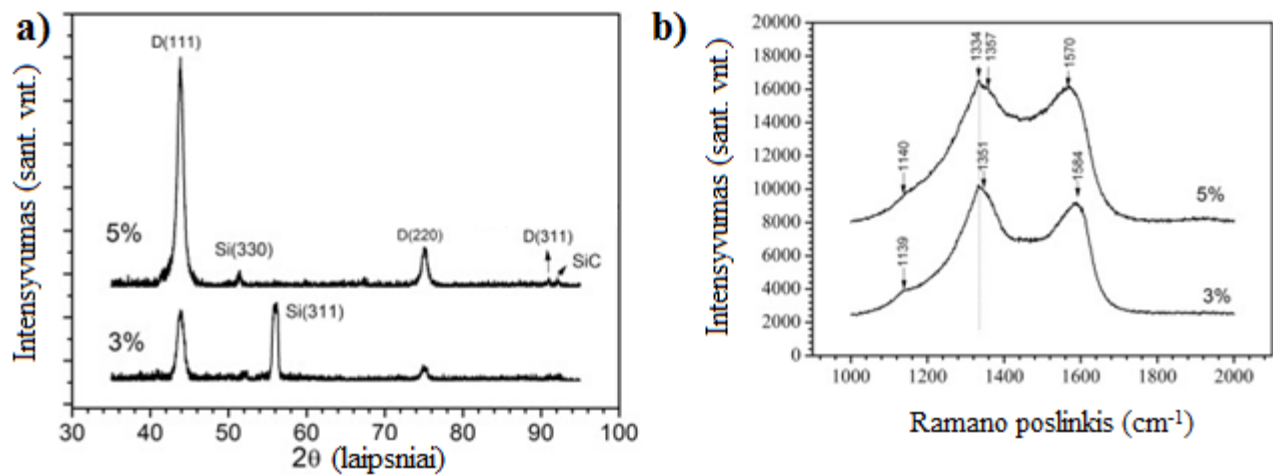 a)
Intensyvumas (sant. vnt.)
D(111)
5%
Si(330)
D(220)
D(311)
SiC
3%
Si(311)
30 40 50 60 70 80 90 100
2θ (laipsniai)
b)
Intensyvumas (sant. vnt.)
20000
18000
16000
14000
12000
10000
8000
6000
4000
2000
0
1334
1357
1570
1140
5%
1351
1584
1139
3%
1000 1200 1400 1600 1800 2000
Ramano poslinkis (cm-1)